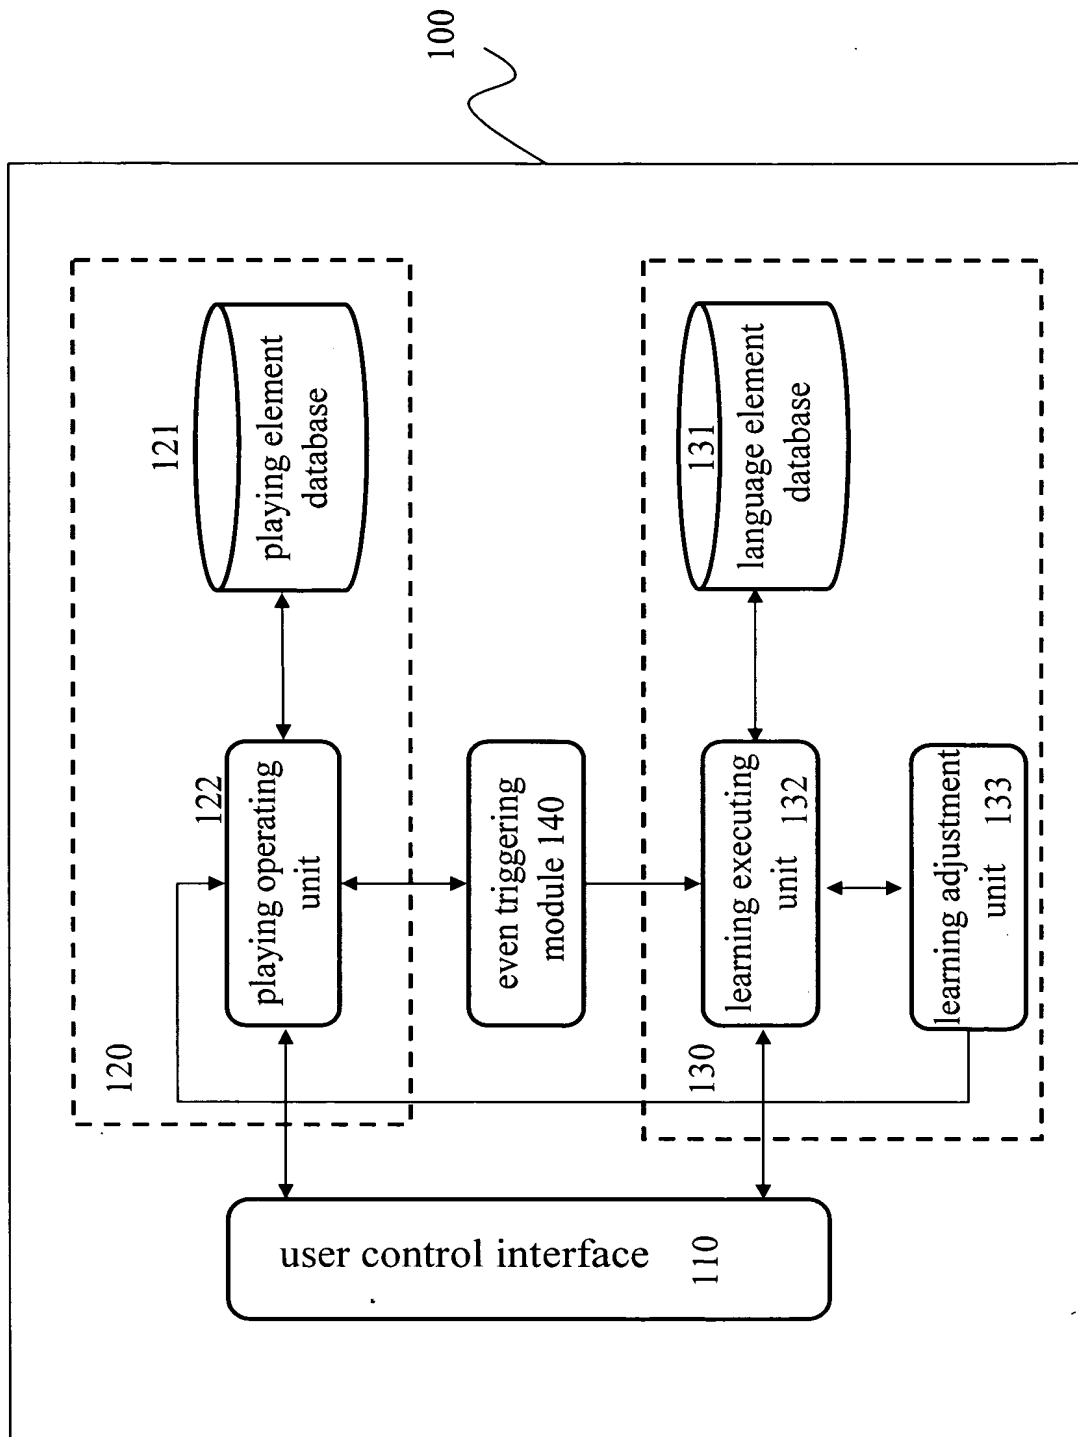 100
120
122
playing operating
unit
121
playing element
database
even triggering
module 140
user control interface 110
130
learning executing
unit 132
131
language element
database
learning adjustment
unit 133